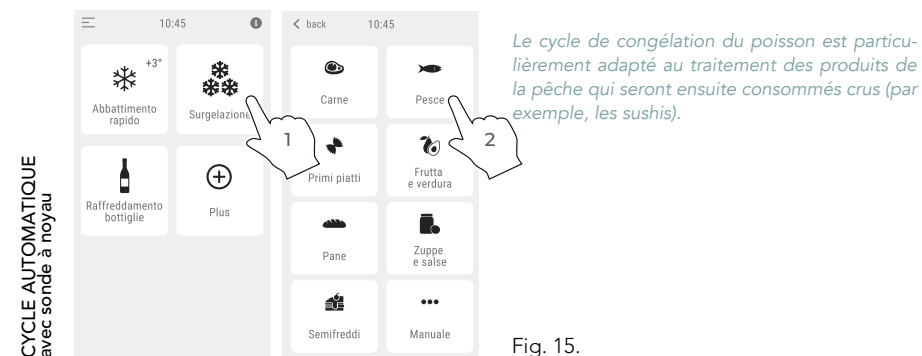 CYCLE AUTOMATIQUE
avec sonde à noyau
10:45
+3°
Abbattimento
rapido
Surgelazione
1
Raffreddamento
bottiglie
Plus
back 10:45
Carne
Pesce
2
Primi piatti
Frutta
e verdura
Pane
Zuppe
e salse
Semifreddi
Manuale
Le cycle de congélation du poisson est particu-
lièrement adapté au traitement des produits de
la pêche qui seront ensuite consommés crus (par
exemple, les sushis).
Fig. 15.